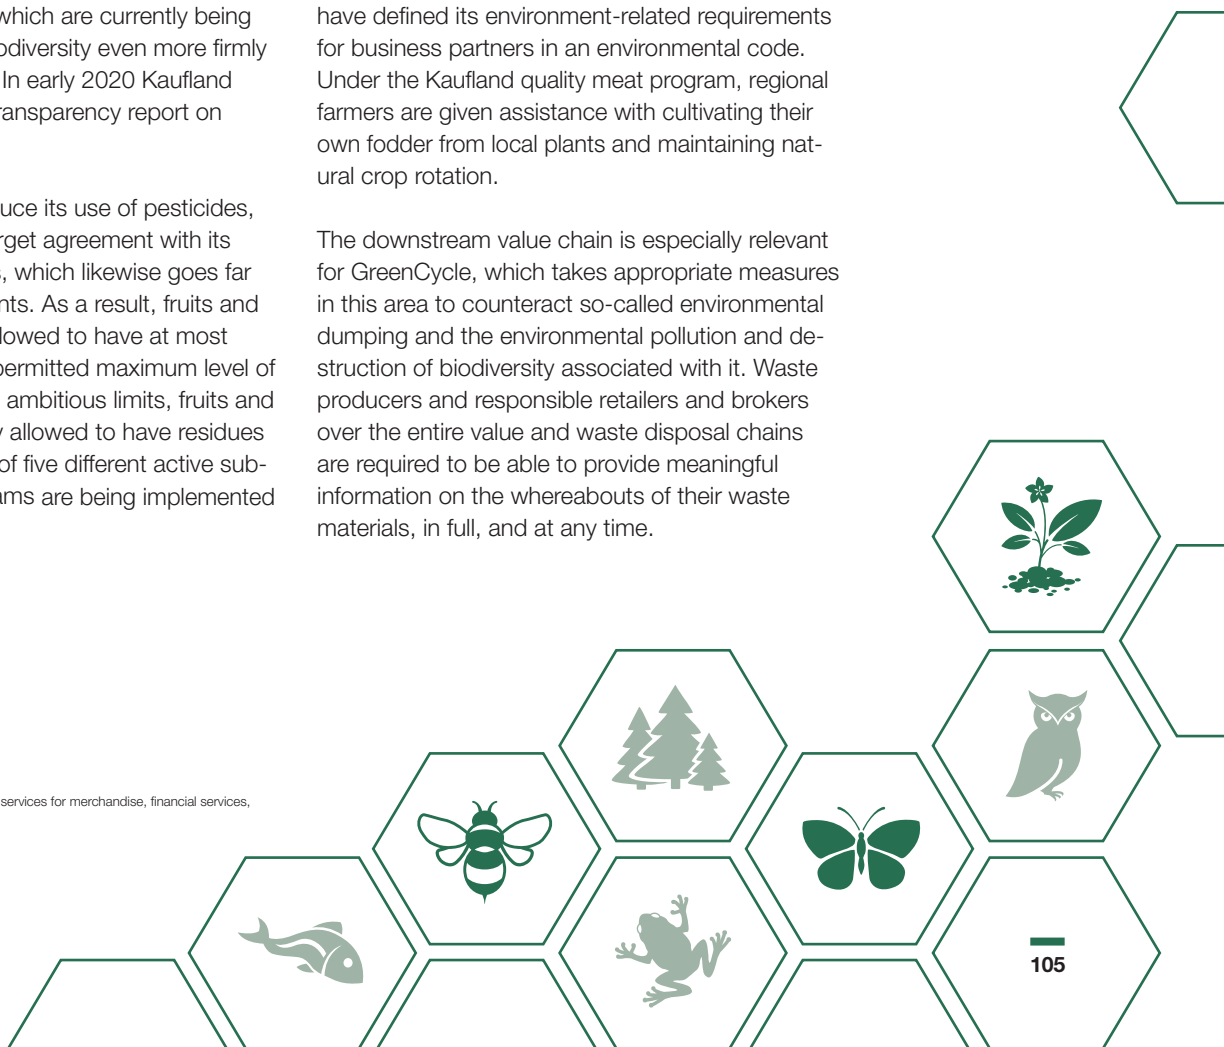 which are currently being
odiversity even more firmly
In early 2020 Kaufland
ransparency report on
uce its use of pesticides,
rget agreement with its
, which likewise goes far
nts. As a result, fruits and
lowed to have at most
permitted maximum level of
ambitious limits, fruits and
y allowed to have residues
of five different active sub-
ams are being implemented
services for merchandise, financial services,
have defined its environment-related requirements
for business partners in an environmental code.
Under the Kaufland quality meat program, regional
farmers are given assistance with cultivating their
own fodder from local plants and maintaining nat-
ural crop rotation.
The downstream value chain is especially relevant
for GreenCycle, which takes appropriate measures
in this area to counteract so-called environmental
dumping and the environmental pollution and de-
struction of biodiversity associated with it. Waste
producers and responsible retailers and brokers
over the entire value and waste disposal chains
are required to be able to provide meaningful
information on the whereabouts of their waste
materials, in full, and at any time.
105